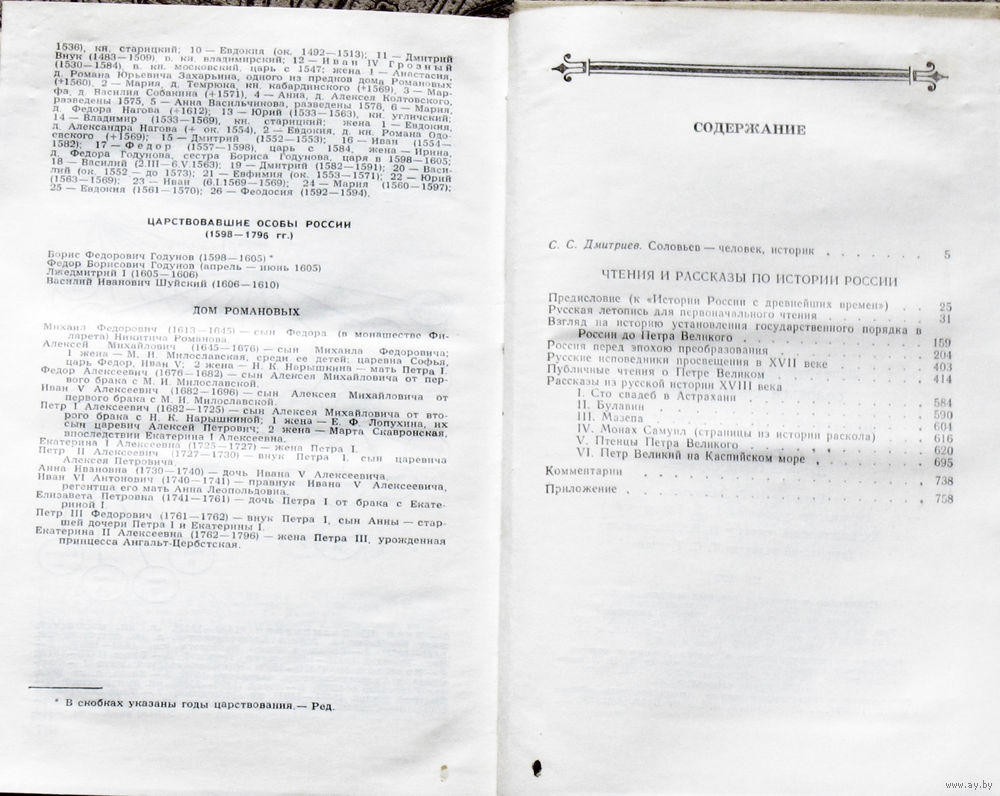 1536), кн. старицкий; 10 — Евдокия (ок. 1492—1513); 11 — Дмитрий
Внук (1483—1509), в. кн. владимирский; 12 — Иван IV Грозный
(1530—1584), в. кн. московский, царь с 1547; жена 1 — Анастасия,
д. Романа Юрьевича Захарьина, одного из предков дома Романовых
(+1560), 2 — Мария, д. Темрюка, кн. кабардинского (+1569), 3 — Мар-
фа, д. Василия Собакина (+1571), 4 — Анна, д. Алексея Колтовского,
разведены 1575, 5 — Анна Васильчикова, разведены 1578, 6 — Мария,
д. Федора Нагова (+1612); 13 — Юрий (1533—1563), кн. угличский;
14 — Владимир (1533—1569), кн. старицкий; жена 1 — Евдокия,
д. Александра Нагова (+ ок. 1554), 2 — Евдокия, д. кн. Романа Одо-
евского (+1569); 15 — Дмитрий (1552—1553); 16 — Иван (1554—
1582); 17 — Федор (1557—1598), царь с 1584, жена — Ирина,
д. Федора Годунова, сестра Бориса Годунова, царя в 1598—1605;
18 — Василий (2.III — 6.V.1563); 19 — Дмитрий (1582—1591); 20 — Васи-
лий (ок. 1552 — до 1573); 21 — Евфимия (ок. 1553—1571); 22 — Юрий
(1563—1569); 23 — Иван (6.I.1569—1569); 24 — Мария (1560—1597);
25 — Евдокия (1561—1570); 26 — Феодосия (1592—1594).
ЦАРСТВОВАВШИЕ ОСОБЫ РОССИИ
(1598—1796 гг.)
Борис Федорович Годунов (1598—1605) *
Федор Борисович Годунов (апрель — июнь 1605)
Лжедмитрий I (1605—1606)
Василий Иванович Шуйский (1606—1610)
ДОМ РОМАНОВЫХ
Михаил Федорович (1613—1645) — сын Федора (в монашестве Фи-
ларета) Никитича Романова.
Алексей Михайлович (1645—1676) — сын Михаила Федоровича;
1 жена — М. И. Милославская, среди ее детей: царевна Софья,
царь Федор, Иван V; 2 жена — Н. К. Нарышкина — мать Петра I.
Федор Алексеевич (1676—1682) — сын Алексея Михайловича от пер-
вого брака с М. И. Милославской.
Иван V Алексеевич (1682—1696) — сын Алексея Михайловича от
первого брака с М. И. Милославской.
Петр I Алексеевич (1682—1725) — сын Алексея Михайловича от вто-
рого брака с Н. К. Нарышкиной; 1 жена — Е. Ф. Лопухина, их
сын царевич Алексей Петрович; 2 жена — Марта Скавронская,
впоследствии Екатерина I Алексеевна.
Екатерина I Алексеевна (1725—1727) — жена Петра I.
Петр II Алексеевич (1727—1730) — внук Петра I, сын царевича
Алексея Петровича.
Анна Ивановна (1730—1740) — дочь Ивана V Алексеевича.
Иван VI Антонович (1740—1741) — правнук Ивана V Алексеевича,
регентша его мать Анна Леопольдовна.
Елизавета Петровна (1741—1761) — дочь Петра I от брака с Екате-
риной I.
Петр III Федорович (1761—1762) — внук Петра I, сын Анны — стар-
шей дочери Петра I и Екатерины I.
Екатерина II Алексеевна (1762—1796) — жена Петра III, урожденная
принцесса Ангальт-Цербстская.
* В скобках указаны годы царствования.— Ред.
СОДЕРЖАНИЕ
С. С. Дмитриев. Соловьев — человек, историк . . . . . . . 5
ЧТЕНИЯ И РАССКАЗЫ ПО ИСТОРИИ РОССИИ
Предисловие (к «Истории России с древнейших времен») . . 25
Русская летопись для первоначального чтения . . . . . . 31
Взгляд на историю установления государственного порядка в
России до Петра Великого . . . . . . . . . . 159
Россия перед эпохою преобразования . . . . . . . . 204
Русские исповедники просвещения в XVII веке . . . . . 403
Публичные чтения о Петре Великом . . . . . . . . 414
Рассказы из русской истории XVIII века
I. Сто свадеб в Астрахани . . . . . . . . . . 584
II. Булавин . . . . . . . . . . . . . . 590
III. Мазепа . . . . . . . . . . . . . . 604
IV. Монах Самуил (страницы из истории раскола) . . . 616
V. Птенцы Петра Великого . . . . . . . . . . 620
VI. Петр Великий на Каспийском море . . . . . . . 695
Комментарии . . . . . . . . . . . . . . 738
Приложение . . . . . . . . . . . . . . . 758
www.ay.by